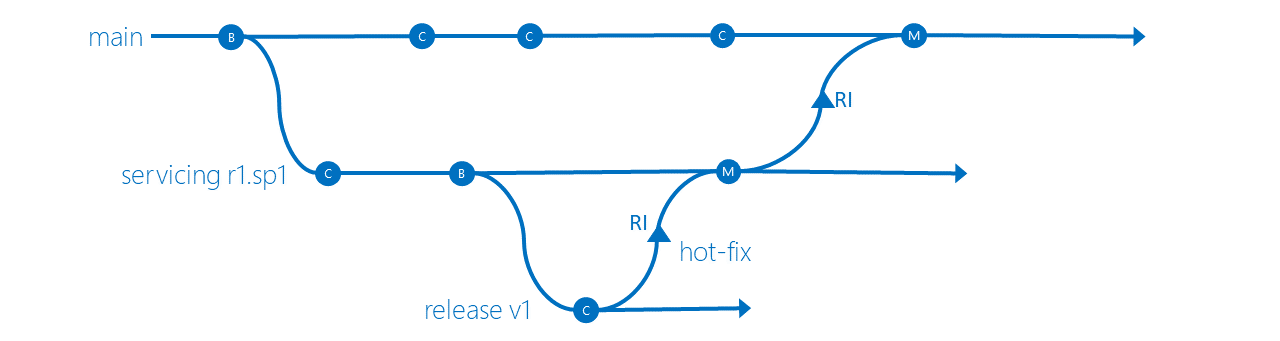 main B C C C M
RI
servicing r1.sp1 C B M
RI
hot-fix
release v1 C